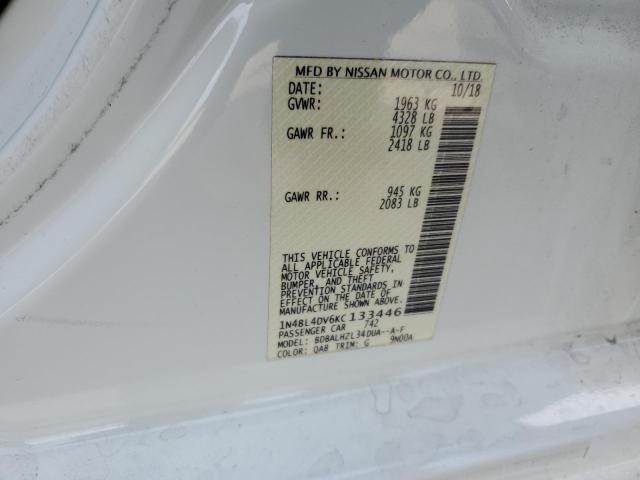 MFD BY NISSAN MOTOR CO., LTD.
DATE: 10/18
GVWR: 1963 KG
4328 LB
GAWR FR.: 1097 KG
2418 LB
GAWR RR.: 945 KG
2083 LB
THIS VEHICLE CONFORMS TO
ALL APPLICABLE FEDERAL
MOTOR VEHICLE SAFETY,
BUMPER, AND THEFT
PREVENTION STANDARDS IN
EFFECT ON THE DATE OF
MANUFACTURE SHOWN ABOVE.
1N4BL4DV6KC133446
PASSENGER CAR 742
MODEL: BDBALHZL34DUA--A-F
COLOR: QAB TRIM: G 9N00A